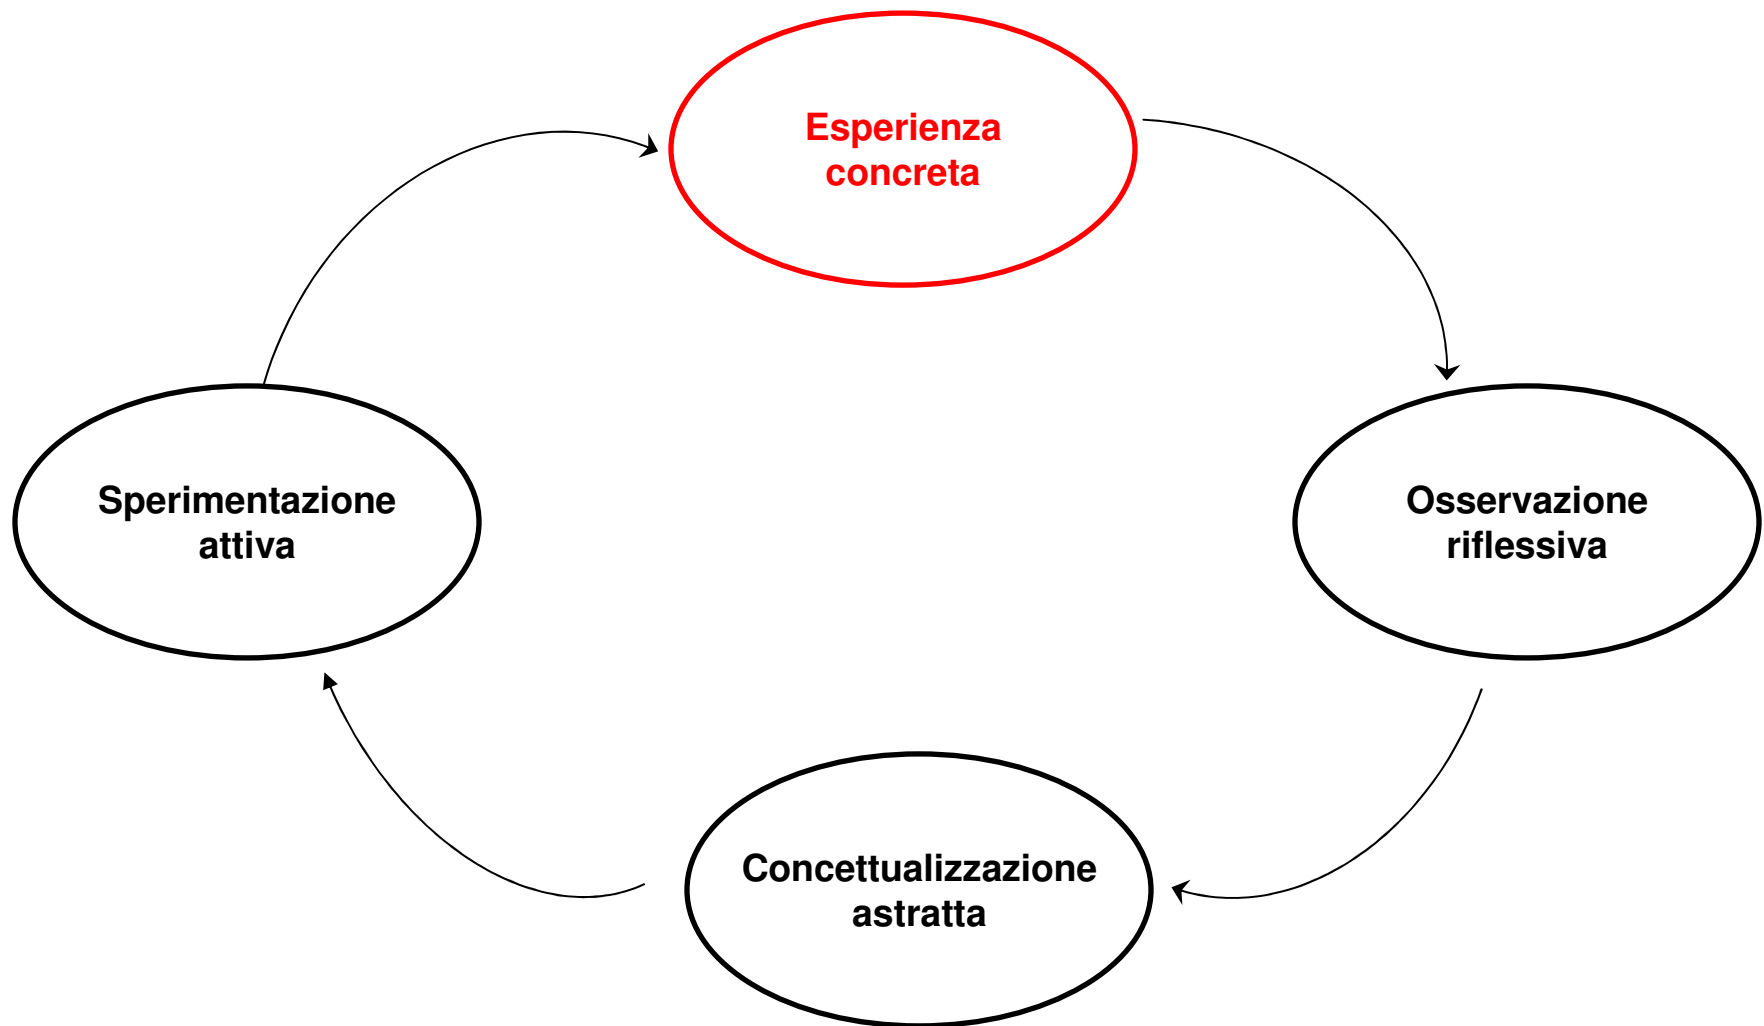 Esperienza
concreta
Sperimentazione
attiva
Osservazione
riflessiva
Concettualizzazione
astratta